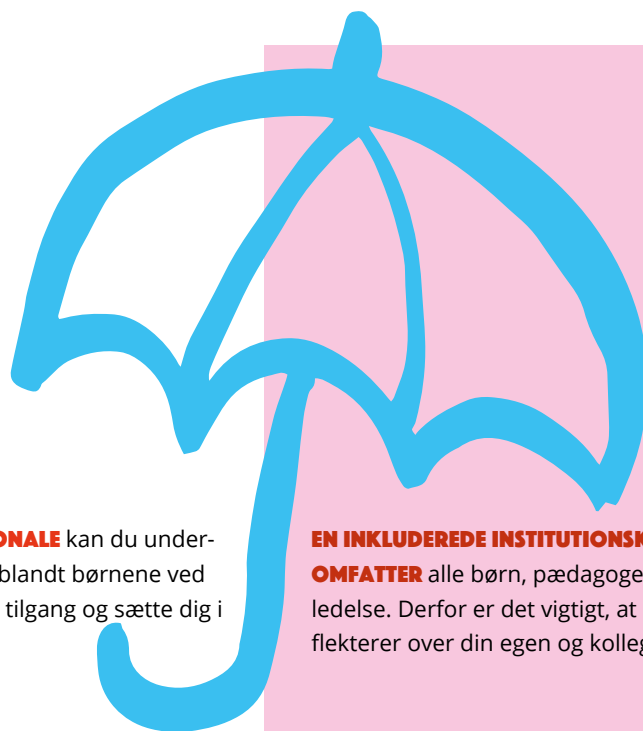 ONALE kan du under-
blandt børnene ved
tilgang og sætte dig i
EN INKLUDEREDE INSTITUTIONSK
OMFATTER alle børn, pædagoge
ledelse. Derfor er det vigtigt, at
flekterer over din egen og kolleg